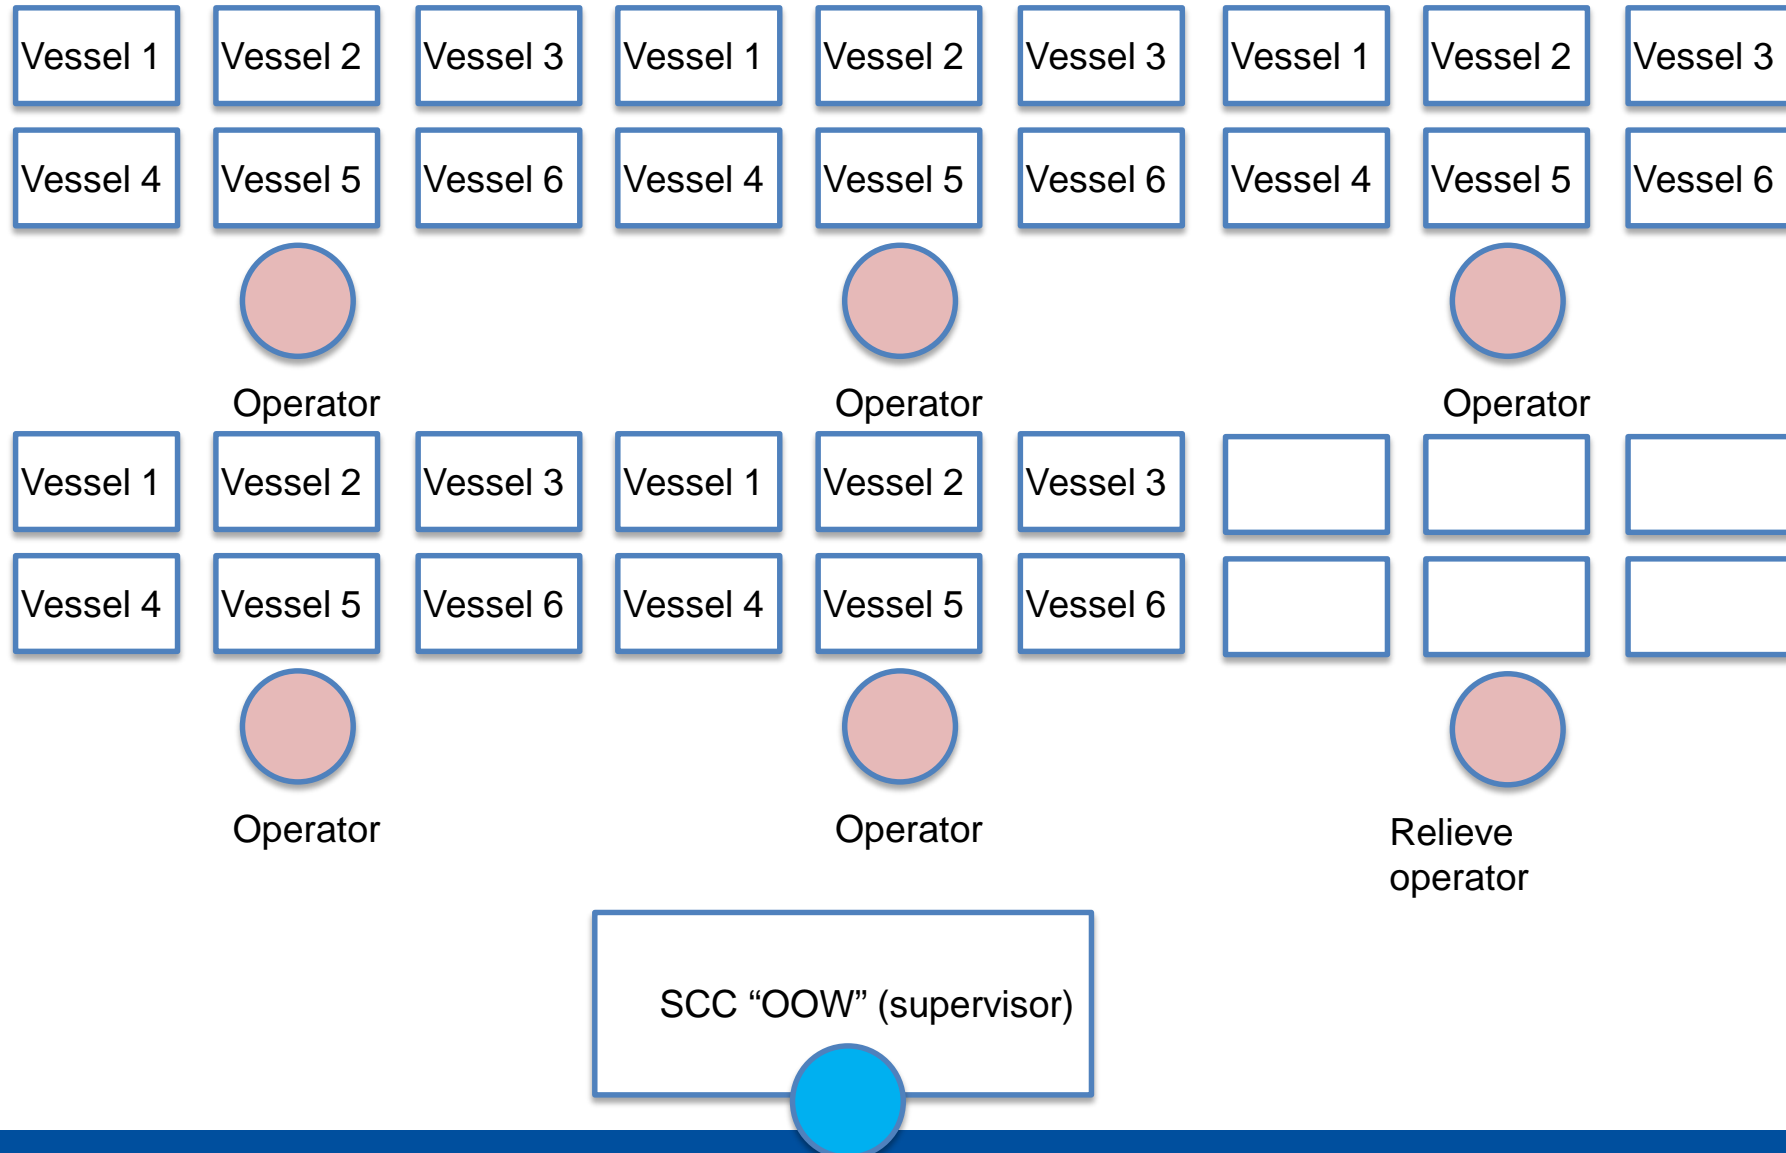 Vessel 1 Vessel 2 Vessel 3 Vessel 1 Vessel 2 Vessel 3 Vessel 1 Vessel 2 Vessel 3
Vessel 4 Vessel 5 Vessel 6 Vessel 4 Vessel 5 Vessel 6 Vessel 4 Vessel 5 Vessel 6
Operator Operator Operator
Vessel 1 Vessel 2 Vessel 3 Vessel 1 Vessel 2 Vessel 3
Vessel 4 Vessel 5 Vessel 6 Vessel 4 Vessel 5 Vessel 6
Operator Operator Relieve
operator
SCC “OOW” (supervisor)